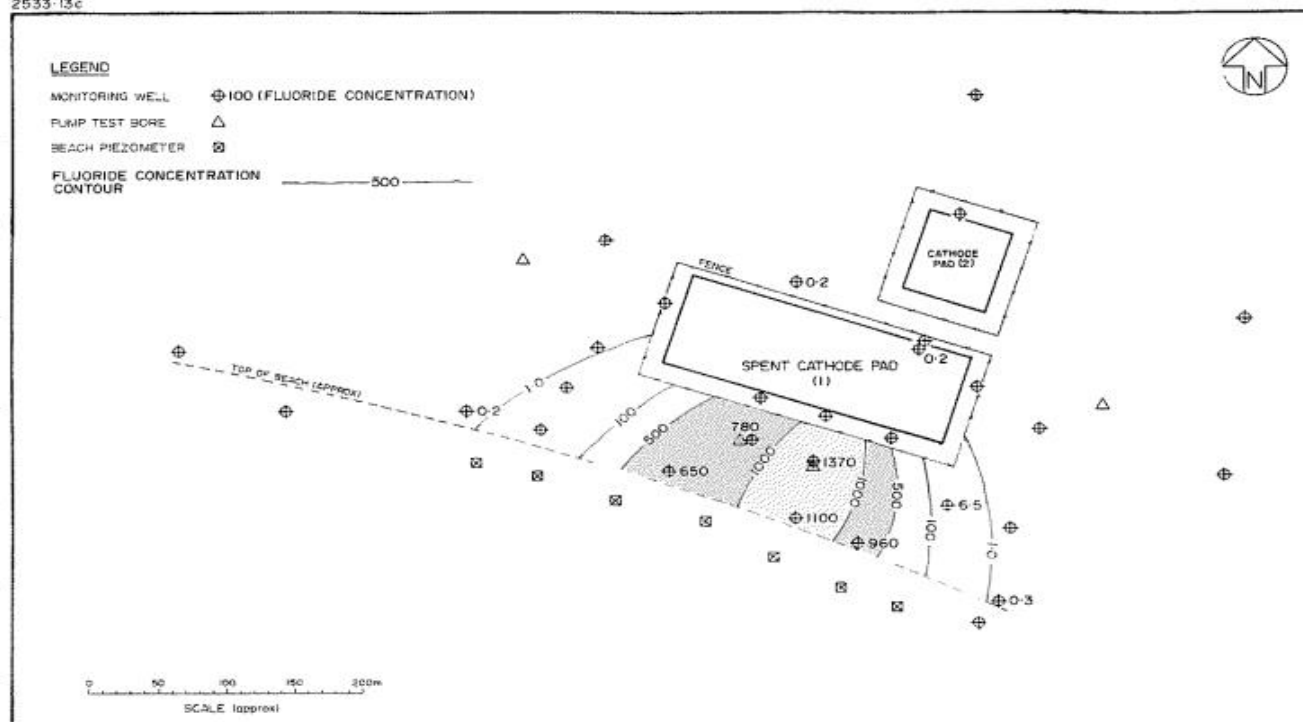 2533-13c
LEGEND
MONITORING WELL 100 (FLUORIDE CONCENTRATION)
PUMP TEST BORE
BEACH PIEZOMETER
FLUORIDE CONCENTRATION
CONTOUR
500
N
CATHODE
PAD (2)
FENCE
0·2
0·2
SPENT CATHODE PAD
(1)
TOP OF BEACH (APPROX)
1·0
0·2
100
500
780
1000
650
1370
1000
500
100
6·5
1·0
1100
960
0·3
0 50 100 150 200m
SCALE (approx)